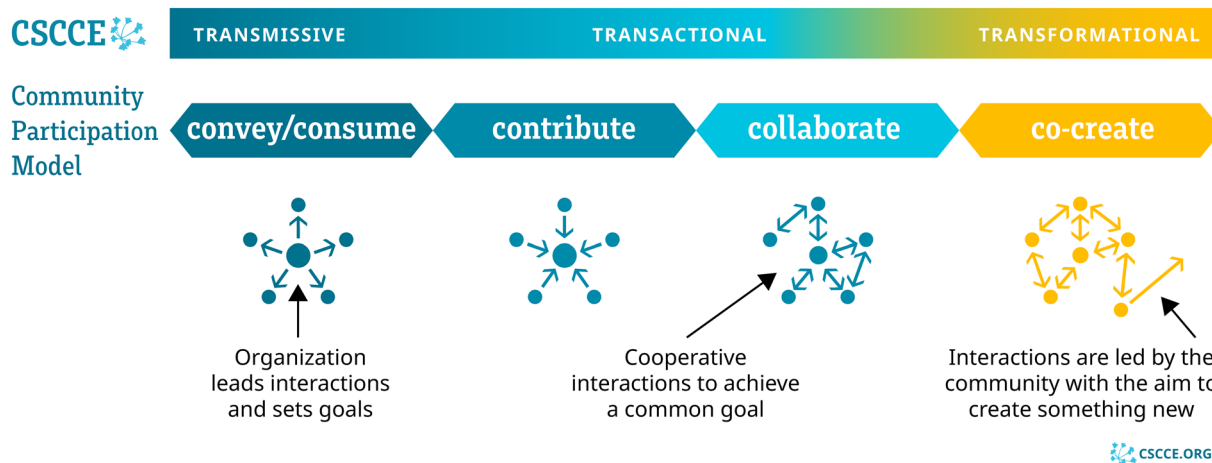 CSCCE
TRANSMISSIVE TRANSACTIONAL TRANSFORMATIONAL
Community
Participation
Model
convey/consume contribute collaborate co-create
Organization
leads interactions
and sets goals
Cooperative
interactions to achieve
a common goal
Interactions are led by the
community with the aim to
create something new
CSCCE.ORG